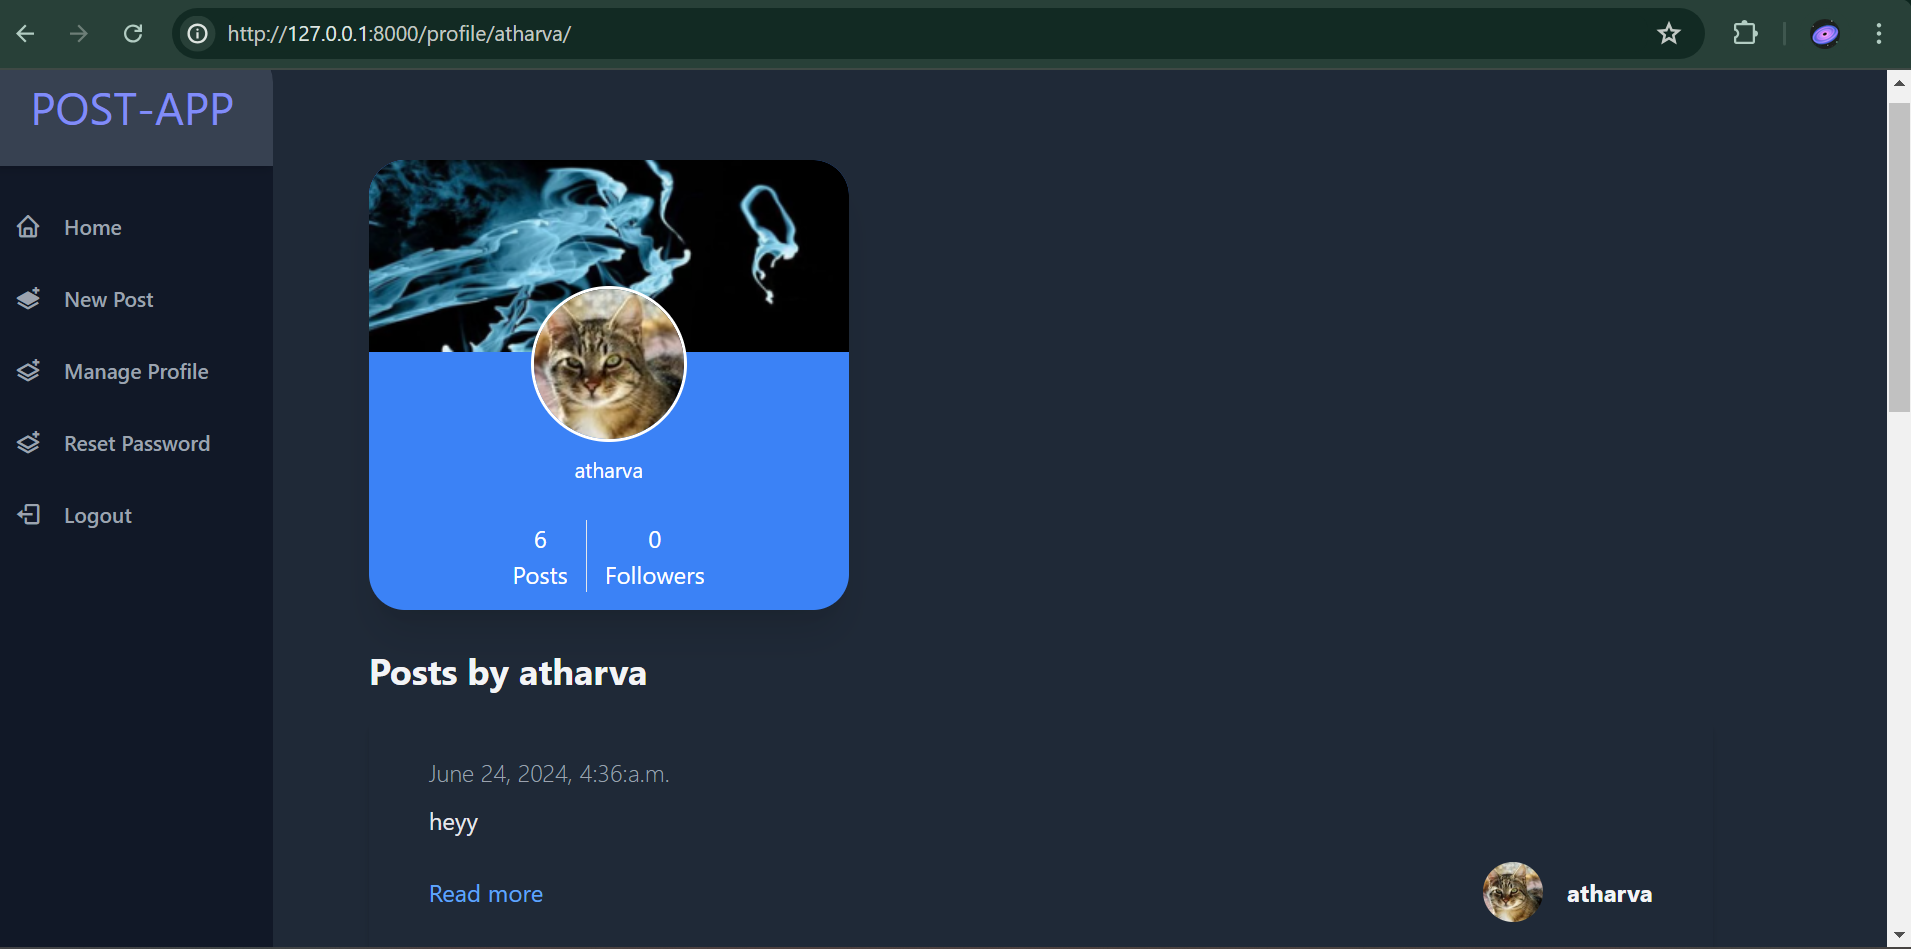 http://127.0.0.1:8000/profile/atharva/
POST-APP
Home
New Post
Manage Profile
Reset Password
Logout
atharva
6
Posts
0
Followers
Posts by atharva
June 24, 2024, 4:36:a.m.
heyy
Read more
atharva